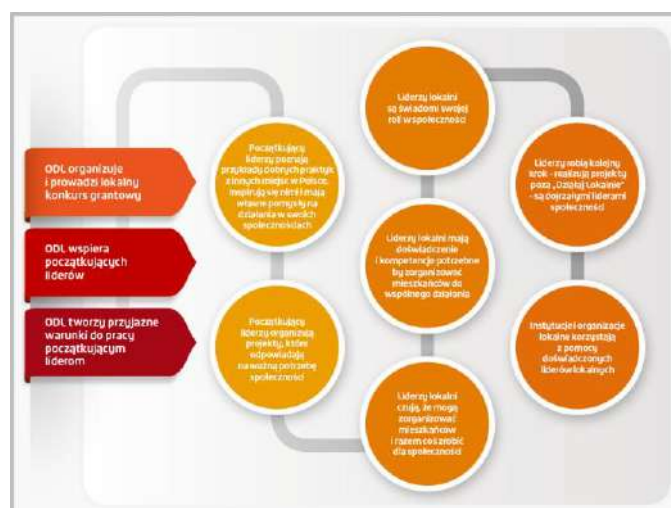 ODL organizuje
i prowadzi lokalny
konkurs grantowy
ODL wspiera
początkujących
liderów
ODL tworzy przyjazne
warunki do pracy
początkującym
liderom
Początkujący
liderzy poznają
przykłady dobrych praktyk
z innych miejsc w Polsce,
inspirują się nimi i mają
własne pomysły na
działania w swoich
społecznościach
Początkujący
liderzy organizują
projekty, które
odpowiadają
na ważną potrzebę
społeczności
Liderzy lokalni
czują, że mogą
zorganizować
mieszkańców
i razem coś zrobić
dla społeczności
Liderzy lokalni mają
doświadczenie
i kompetencje potrzebne
by zorganizować
mieszkańców do
wspólnego działania
Liderzy lokalni
są świadomi swojej
roli w społeczności
Liderzy robią kolejny
krok - realizują projekty
poza „Działaj Lokalnie”
- są dojrzałymi liderami
społeczności
Instytucje i organizacje
lokalne korzystają
z pomocy
doświadczonych
liderów lokalnych